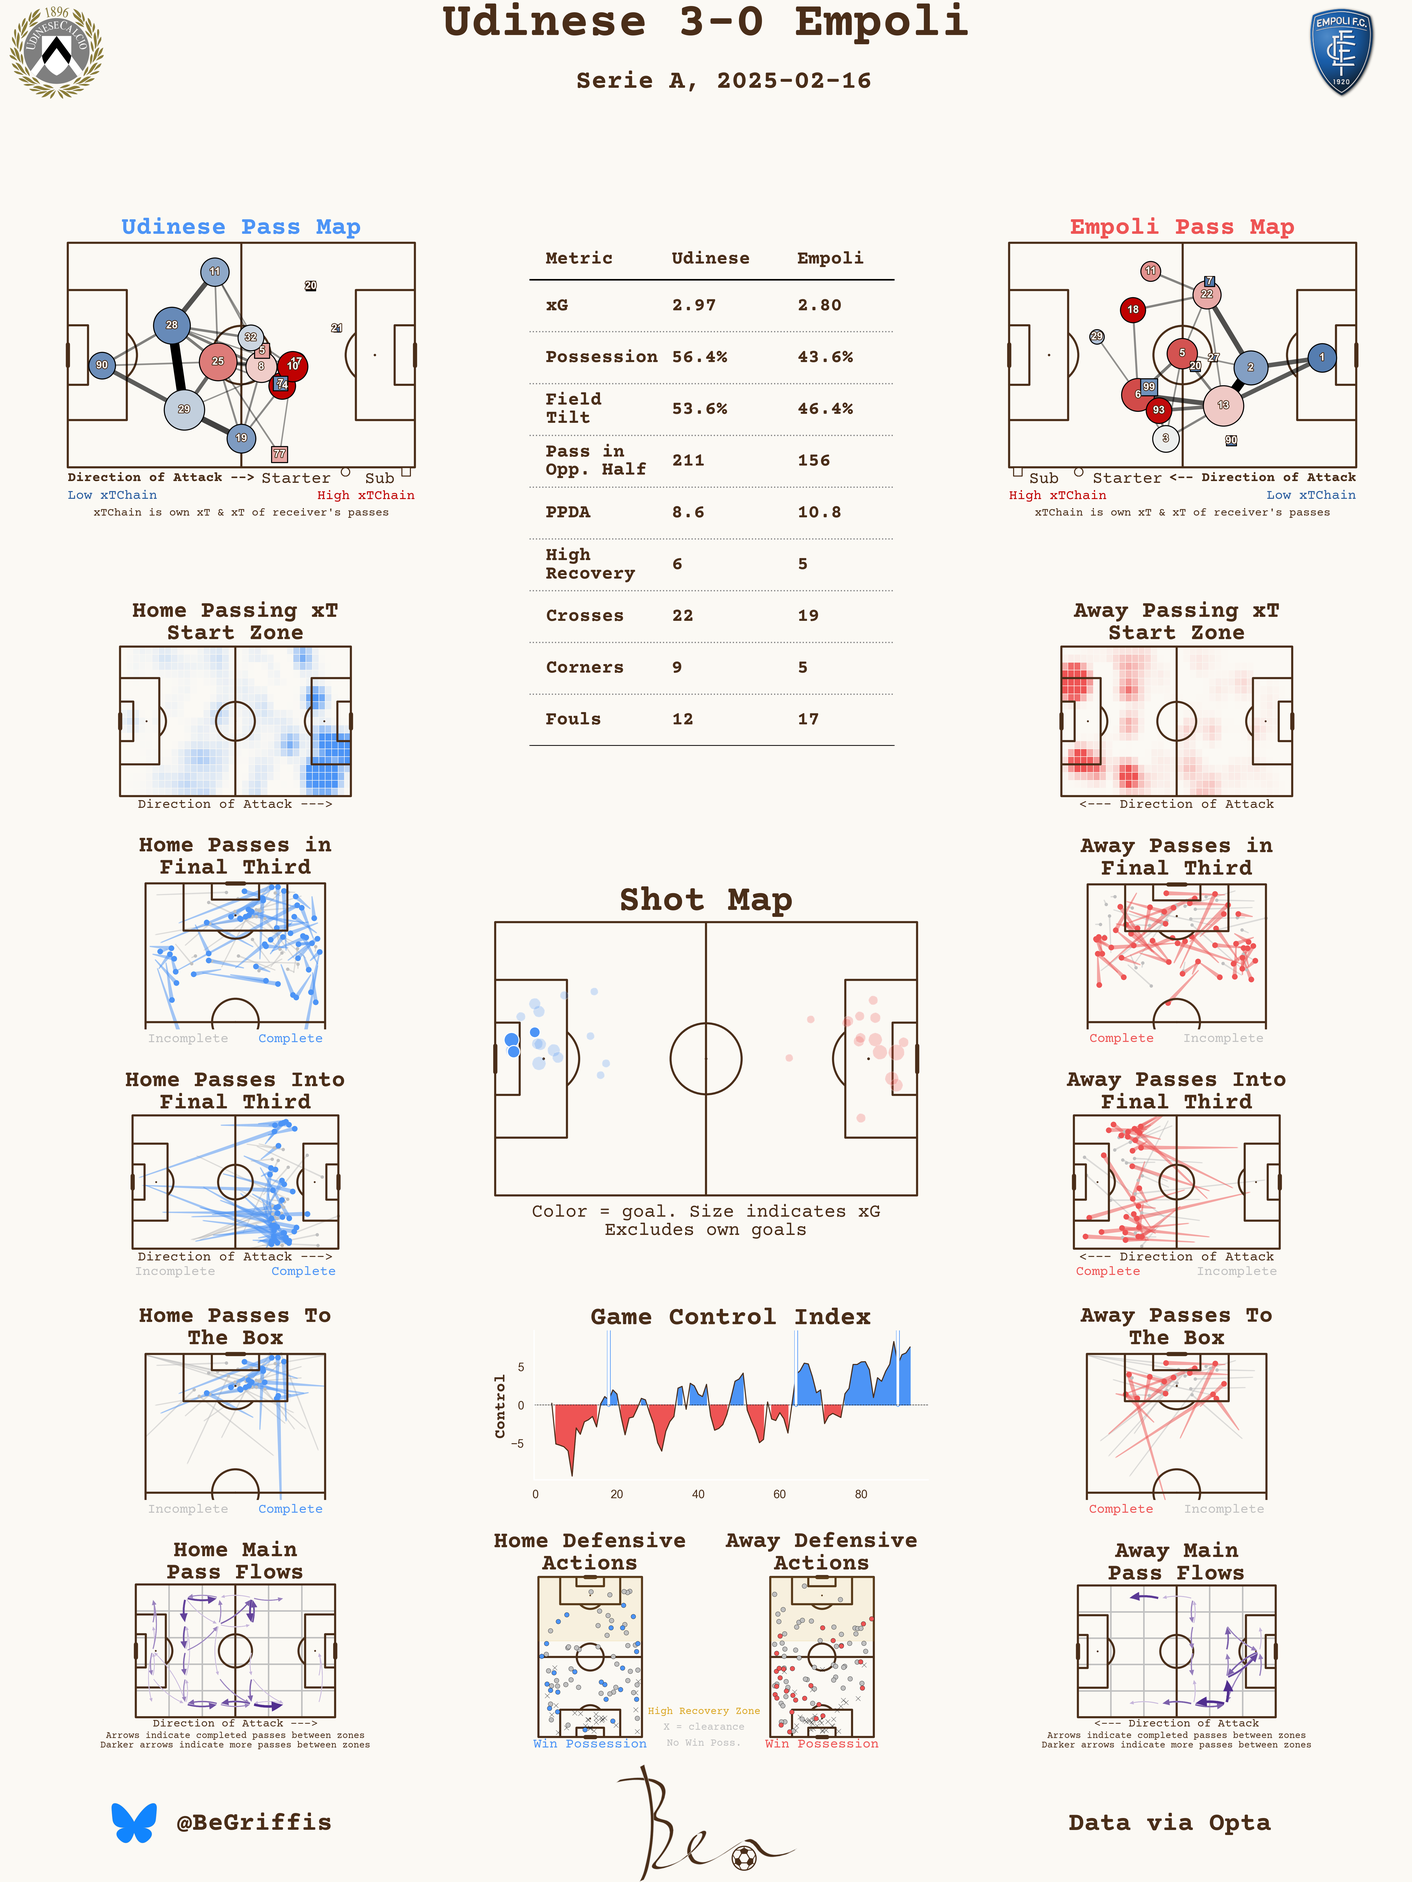 Udinese 3-0 Empoli
Serie A, 2025-02-16
1896
UDINESE CALCIO
EMPOLI F.C.
1920
Udinese Pass Map
11
20
21
28
32
5
25
8
17
10
90
7
29
19
77
Direction of Attack --> Starter Sub
Low xTChain High xTChain
xTChain is own xT & xT of receiver's passes
Metric Udinese Empoli
xG 2.97 2.80
Possession 56.4% 43.6%
Field
Tilt 53.6% 46.4%
Pass in
Opp. Half 211 156
PPDA 8.6 10.8
High
Recovery 6 5
Crosses 22 19
Corners 9 5
Fouls 12 17
Empoli Pass Map
11
7
22
18
29
5
27
20
2
1
99
6
93
13
3
90
Sub Starter <-- Direction of Attack
High xTChain Low xTChain
xTChain is own xT & xT of receiver's passes
Home Passing xT
Start Zone
Direction of Attack --->
Away Passing xT
Start Zone
<--- Direction of Attack
Home Passes in
Final Third
Incomplete Complete
Away Passes in
Final Third
Complete Incomplete
Shot Map
Color = goal. Size indicates xG
Excludes own goals
Home Passes Into
Final Third
Direction of Attack --->
Incomplete Complete
Away Passes Into
Final Third
<--- Direction of Attack
Complete Incomplete
Home Passes To
The Box
Incomplete Complete
Game Control Index
Control
5
0
−5
0 20 40 60 80
Away Passes To
The Box
Complete Incomplete
Home Main
Pass Flows
Direction of Attack --->
Arrows indicate completed passes between zones
Darker arrows indicate more passes between zones
Home Defensive
Actions
Win Possession
High Recovery Zone
X = clearance
No Win Poss.
Away Defensive
Actions
Win Possession
Away Main
Pass Flows
<--- Direction of Attack
Arrows indicate completed passes between zones
Darker arrows indicate more passes between zones
@BeGriffis
Ben
Data via Opta